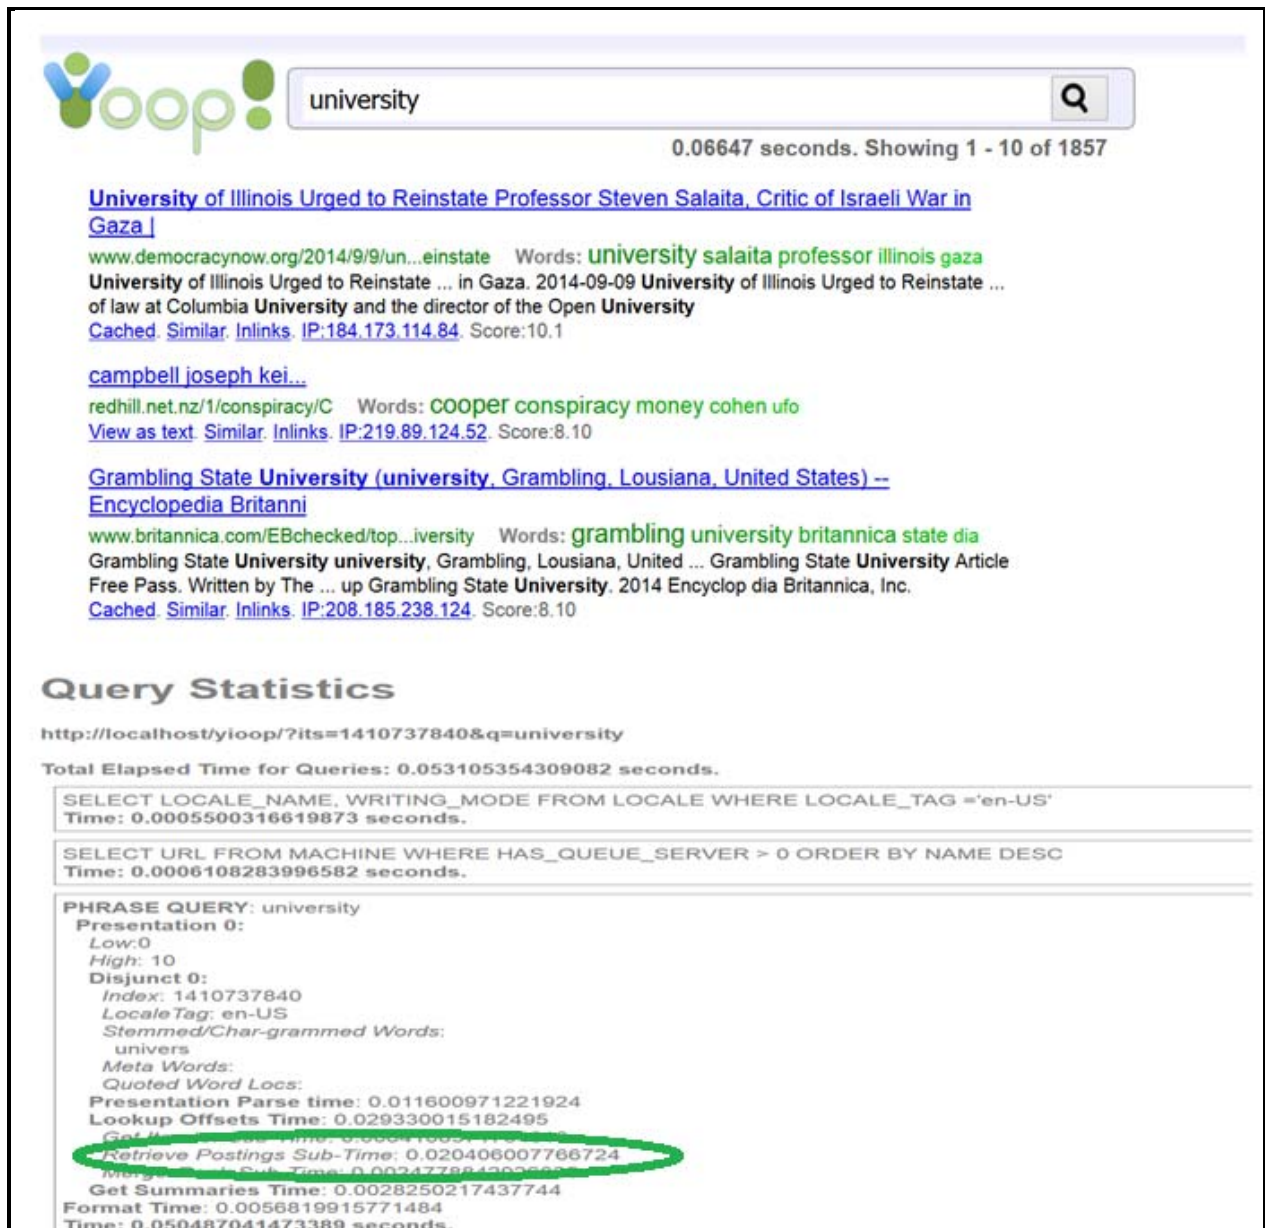 Yioop!
university
0.06647 seconds. Showing 1 - 10 of 1857
University of Illinois Urged to Reinstate Professor Steven Salaita, Critic of Israeli War in
Gaza |
www.democracynow.org/2014/9/9/un...einstate Words: university salaita professor illinois gaza
University of Illinois Urged to Reinstate ... in Gaza. 2014-09-09 University of Illinois Urged to Reinstate ...
of law at Columbia University and the director of the Open University
Cached. Similar. Inlinks. IP:184.173.114.84. Score:10.1
campbell joseph kei...
redhill.net.nz/1/conspiracy/C Words: cooper conspiracy money cohen ufo
View as text. Similar. Inlinks. IP:219.89.124.52. Score:8.10
Grambling State University (university, Grambling, Lousiana, United States) --
Encyclopedia Britanni
www.britannica.com/EBchecked/top...iversity Words: grambling university britannica state dia
Grambling State University university, Grambling, Lousiana, United ... Grambling State University Article
Free Pass. Written by The ... up Grambling State University. 2014 Encyclop dia Britannica, Inc.
Cached. Similar. Inlinks. IP:208.185.238.124. Score:8.10
Query Statistics
http://localhost/yioop/?its=1410737840&q=university
Total Elapsed Time for Queries: 0.053105354309082 seconds.
SELECT LOCALE_NAME, WRITING_MODE FROM LOCALE WHERE LOCALE_TAG ='en-US'
Time: 0.0005500316619873 seconds.
SELECT URL FROM MACHINE WHERE HAS_QUEUE_SERVER > 0 ORDER BY NAME DESC
Time: 0.0006108283996582 seconds.
PHRASE QUERY: university
Presentation 0:
Low:0
High: 10
Disjunct 0:
Index: 1410737840
LocaleTag: en-US
Stemmed/Char-grammed Words:
univers
Meta Words:
Quoted Word Locs:
Presentation Parse time: 0.011600971221924
Lookup Offsets Time: 0.029330015182495
Retrieve Postings Sub-Time: 0.020406007766724
Get Summaries Time: 0.0028250217437744
Format Time: 0.0056819915771484
Time: 0.050487041473389 seconds.